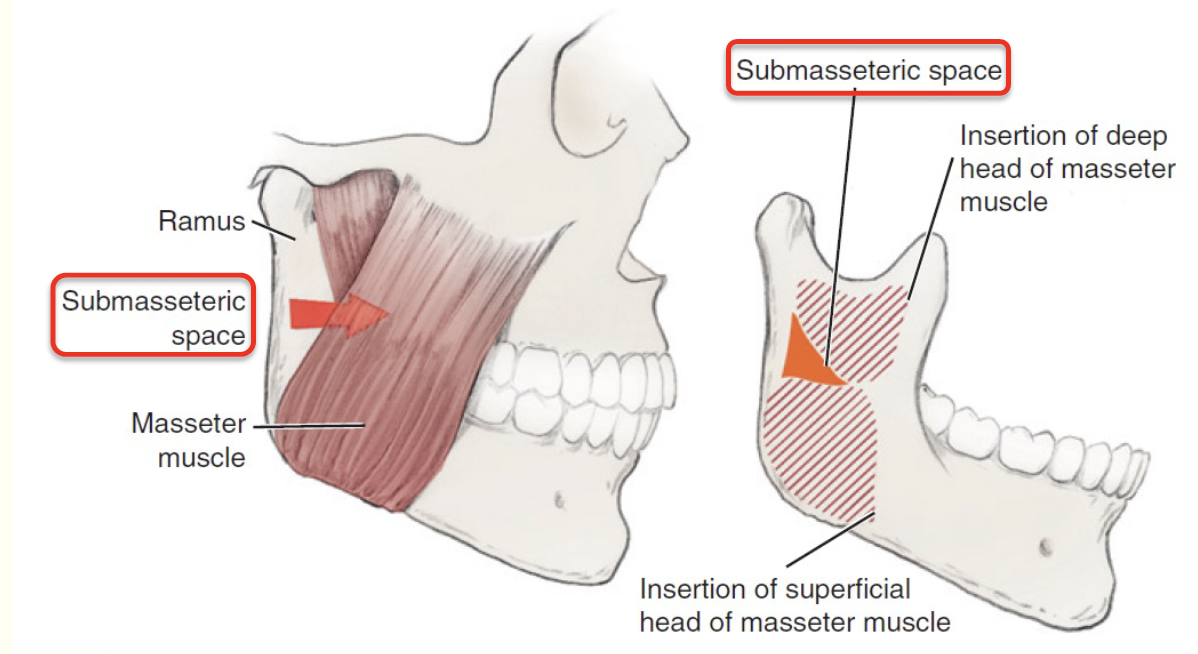 Ramus
Submasseteric
space
Masseter
muscle
Submasseteric space
Insertion of deep
head of masseter
muscle
Insertion of superficial
head of masseter muscle